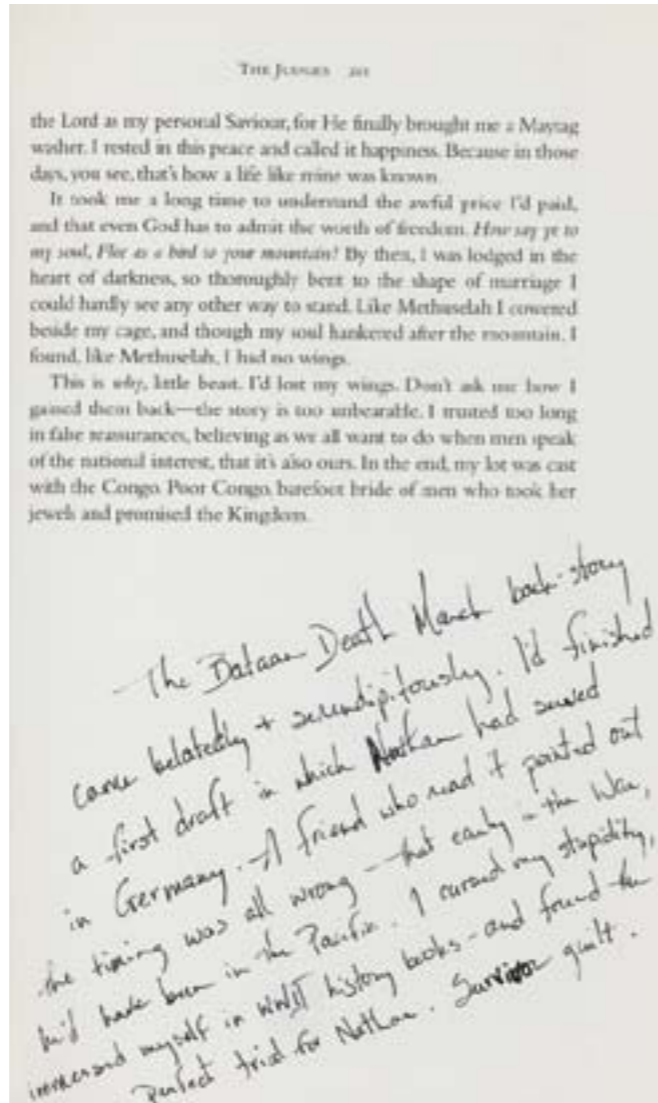 THE JUDGES 201
the Lord as my personal Saviour, for He finally brought me a Maytag
washer. I rested in this peace and called it happiness. Because in those
days, you see, that's how a life like mine was known.
It took me a long time to understand the awful price I'd paid,
and that even God has to admit the worth of freedom. How say ye to
my soul, Flee as a bird to your mountain? By then, I was lodged in the
heart of darkness, so thoroughly bent to the shape of marriage I
could hardly see any other way to stand. Like Methuselah I cowered
beside my cage, and though my soul hankered after the mountain, I
found, like Methuselah, I had no wings.
This is why, little beast. I'd lost my wings. Don't ask me how I
gained them back—the story is too unbearable. I trusted too long
in false reassurances, believing as we all want to do when men speak
of the national interest, that it's also ours. In the end, my lot was cast
with the Congo. Poor Congo, barefoot bride of men who took her
jewels and promised the Kingdom.
The Bataan Death March back-story
came belatedly + serendipitously. I'd finished
a first draft in which Nathan had served
in Germany. A friend who read it pointed out
the timing was all wrong - that early in the War,
he'd have been in the Pacific. I cursed my stupidity,
immersed myself in WWII history books - and found the
perfect trial for Nathan. Survivor guilt.